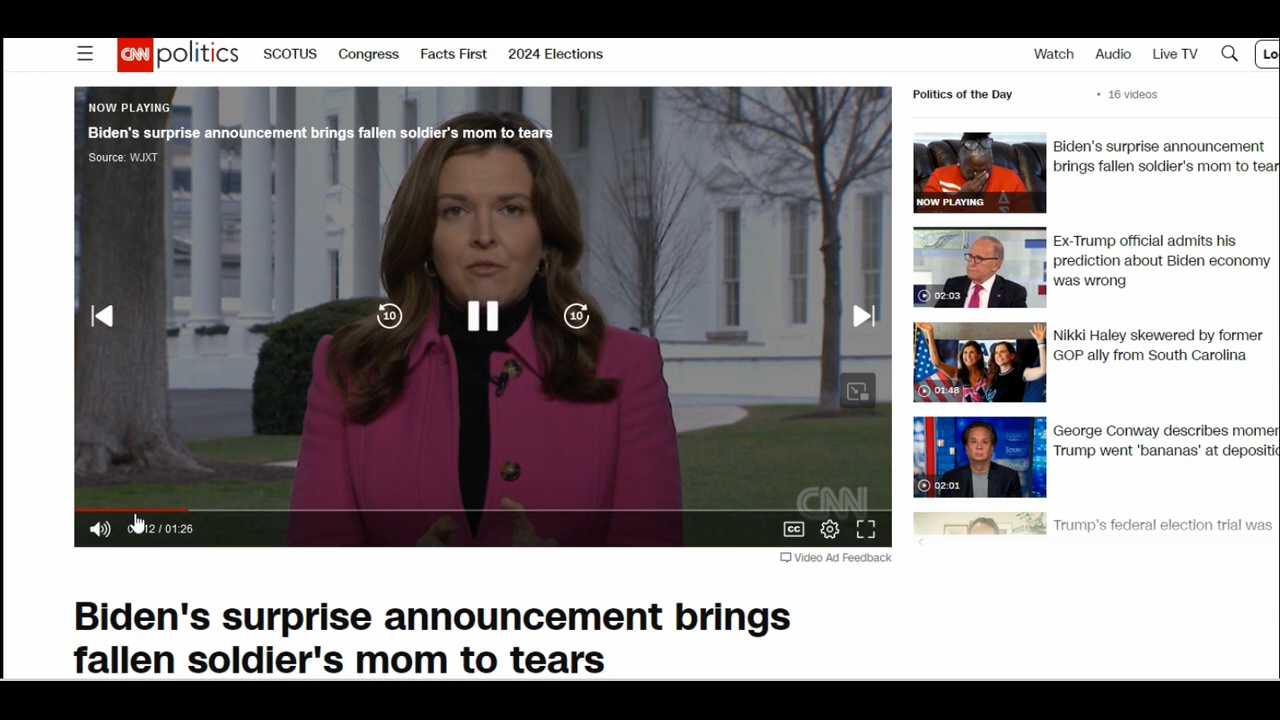 CNN politics SCOTUS Congress Facts First 2024 Elections Watch Audio Live TV
NOW PLAYING
Biden's surprise announcement brings fallen soldier's mom to tears
Source: WJXT
10
10
CNN
12 / 01:26
CC
Video Ad Feedback
Biden's surprise announcement brings
fallen soldier's mom to tears
Politics of the Day • 16 videos
Biden's surprise announcement
brings fallen soldier's mom to tear
NOW PLAYING
Ex-Trump official admits his
prediction about Biden economy
was wrong
02:03
Nikki Haley skewered by former
GOP ally from South Carolina
01:48
George Conway describes momen
Trump went 'bananas' at depositio
02:01
Trump's federal election trial was